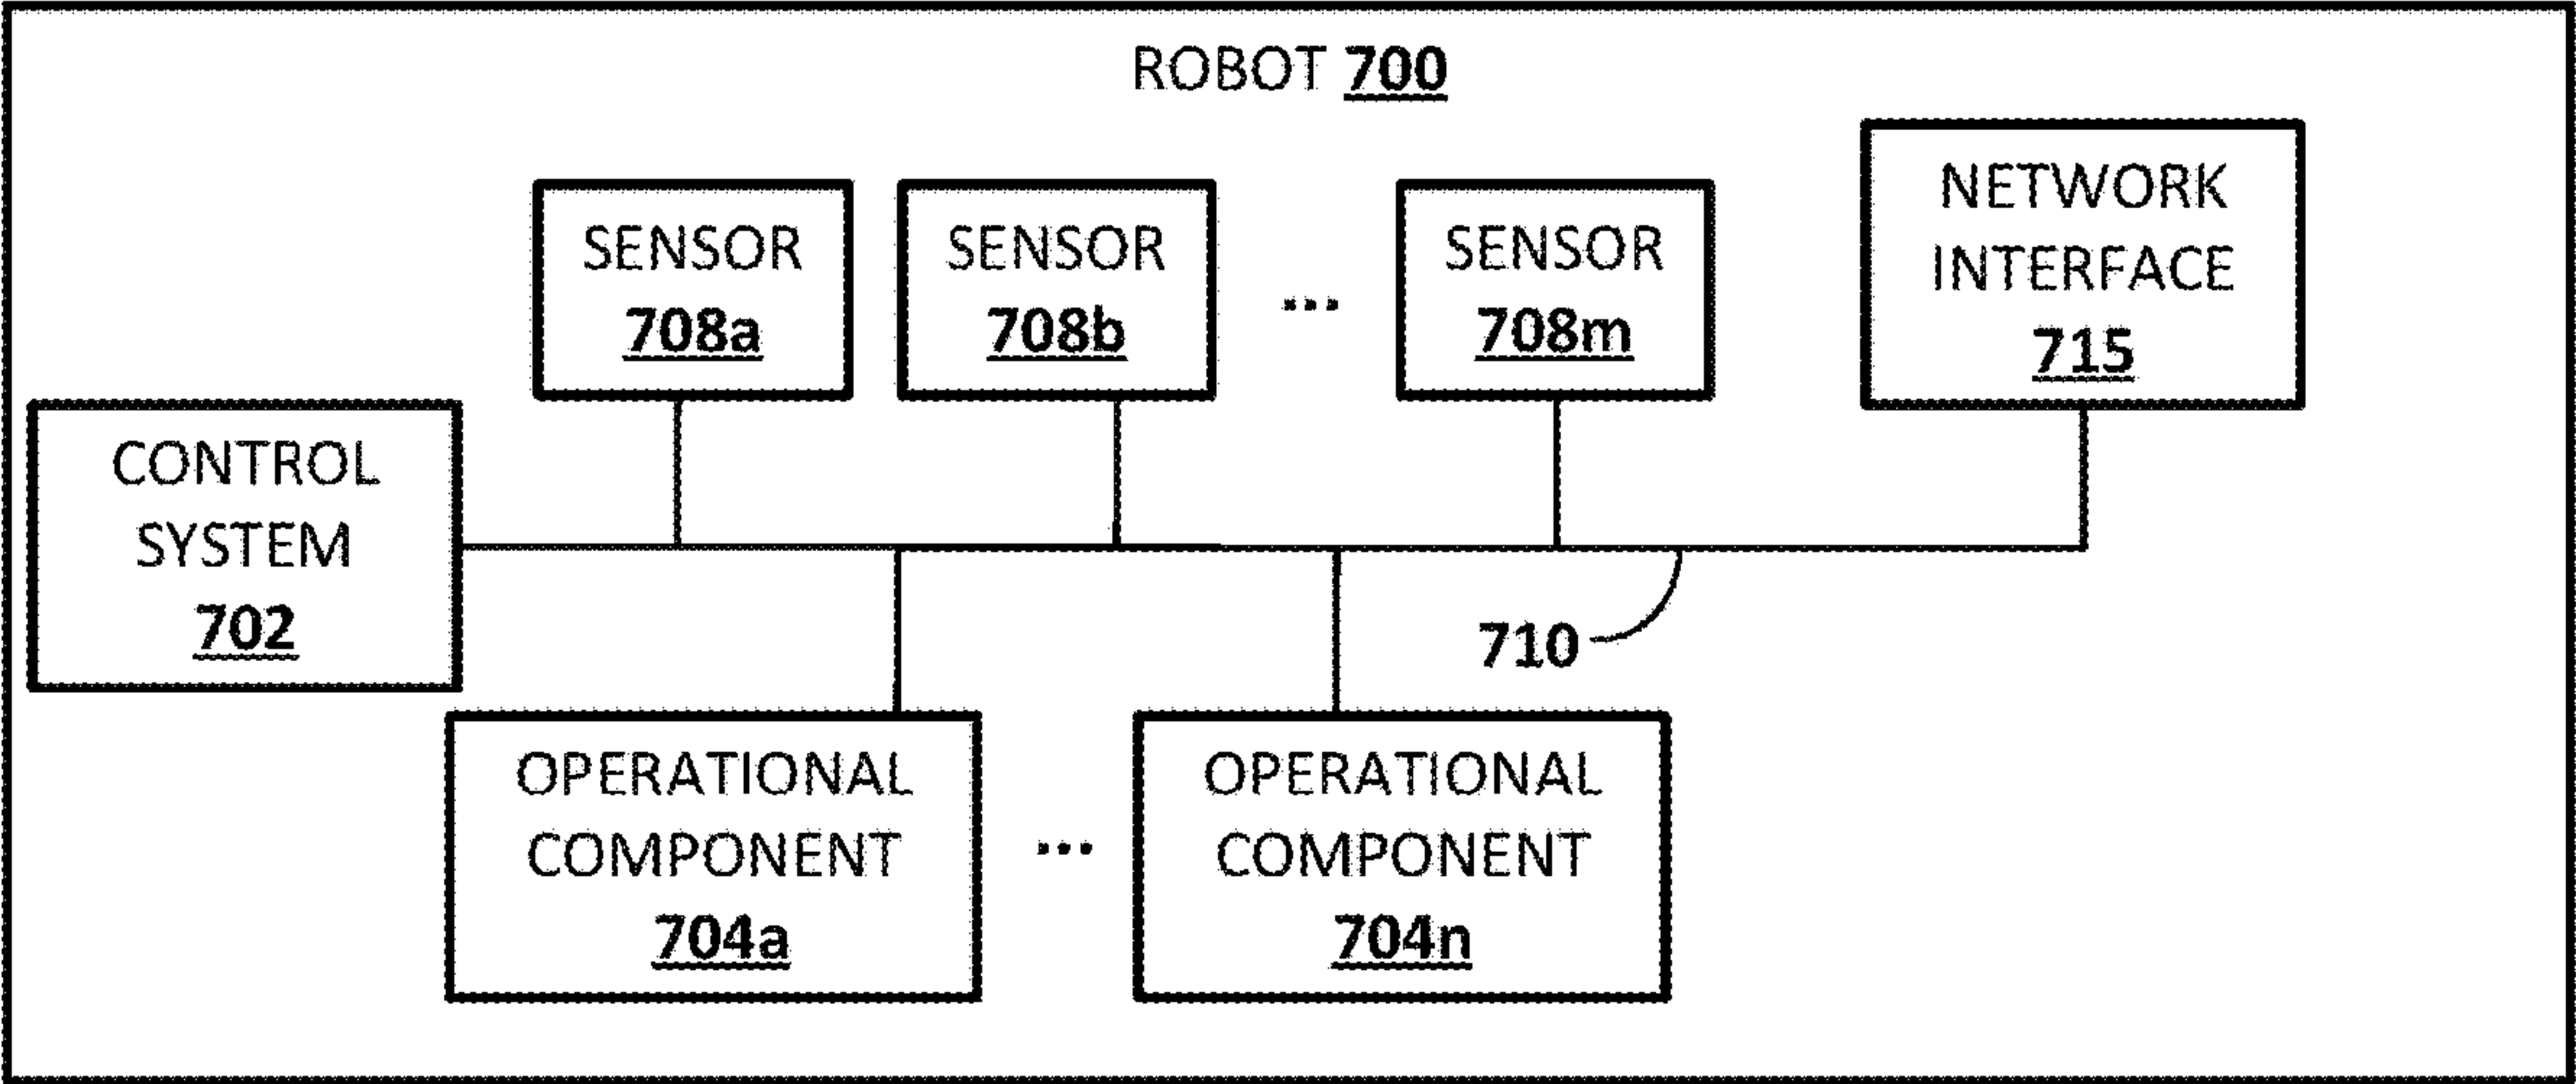 ROBOT 700
SENSOR
708a
SENSOR
708b
...
SENSOR
708m
NETWORK
INTERFACE
715
CONTROL
SYSTEM
702
710
OPERATIONAL
COMPONENT
704a
...
OPERATIONAL
COMPONENT
704n